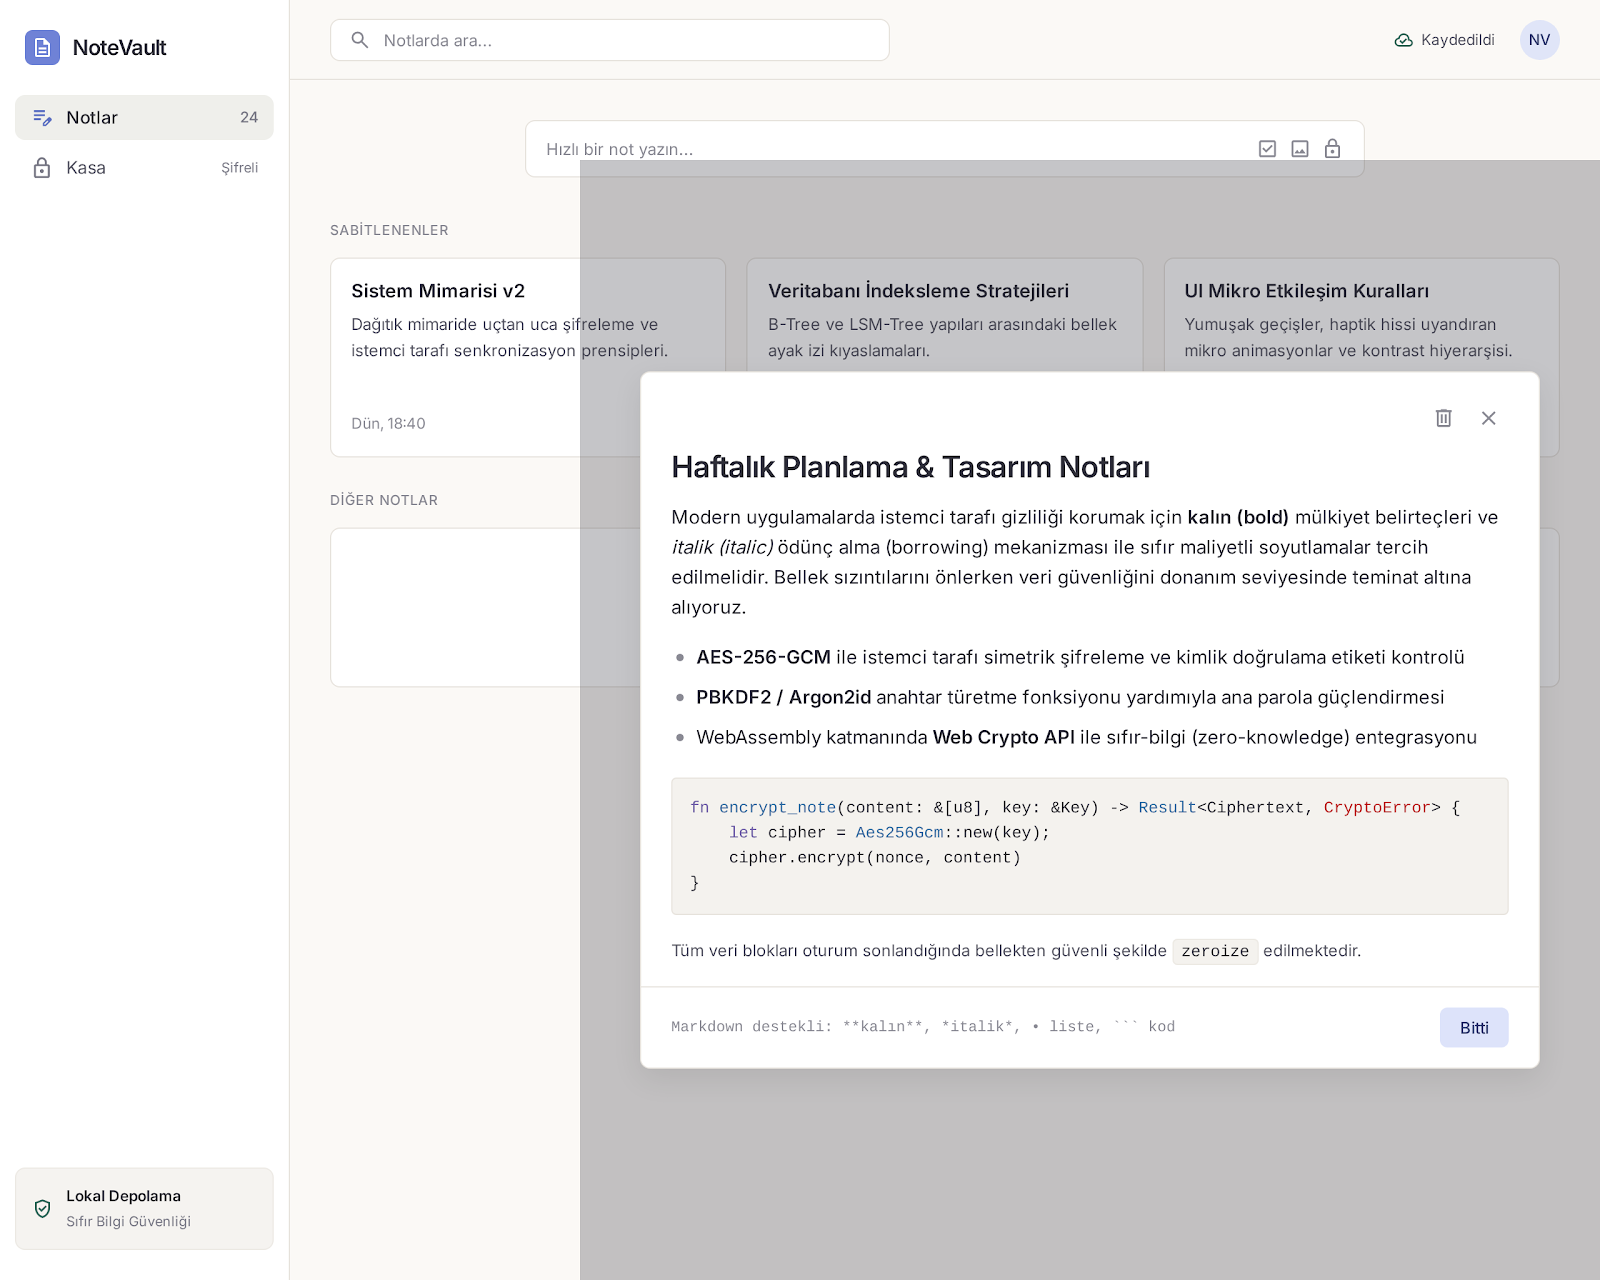 NoteVault
Notlar 24
Kasa Şifreli
Lokal Depolama
Sıfır Bilgi Güvenliği
Notlarda ara...
Kaydedildi
NV
Hızlı bir not yazın...
SABİTLENENLER
Sistem Mimarisi v2
Dağıtık mimaride uçtan uca şifreleme ve
istemci tarafı senkronizasyon prensipleri.
Dün, 18:40
Veritabanı İndeksleme Stratejileri
B-Tree ve LSM-Tree yapıları arasındaki bellek
ayak izi kıyaslamaları.
UI Mikro Etkileşim Kuralları
Yumuşak geçişler, haptik hissi uyandıran
mikro animasyonlar ve kontrast hiyerarşisi.
DİĞER NOTLAR
Haftalık Planlama & Tasarım Notları
Modern uygulamalarda istemci tarafı gizliliği korumak için kalın (bold) mülkiyet belirteçleri ve
italik (italic) ödünç alma (borrowing) mekanizması ile sıfır maliyetli soyutlamalar tercih
edilmelidir. Bellek sızıntılarını önlerken veri güvenliğini donanım seviyesinde teminat altına
alıyoruz.
• AES-256-GCM ile istemci tarafı simetrik şifreleme ve kimlik doğrulama etiketi kontrolü
• PBKDF2 / Argon2id anahtar türetme fonksiyonu yardımıyla ana parola güçlendirmesi
• WebAssembly katmanında Web Crypto API ile sıfır-bilgi (zero-knowledge) entegrasyonu
fn encrypt_note(content: &[u8], key: &Key) -> Result<Ciphertext, CryptoError> {
    let cipher = Aes256Gcm::new(key);
    cipher.encrypt(nonce, content)
}
Tüm veri blokları oturum sonlandığında bellekten güvenli şekilde zeroize edilmektedir.
Markdown destekli: **kalın**, *italik*, • liste, ``` kod
Bitti